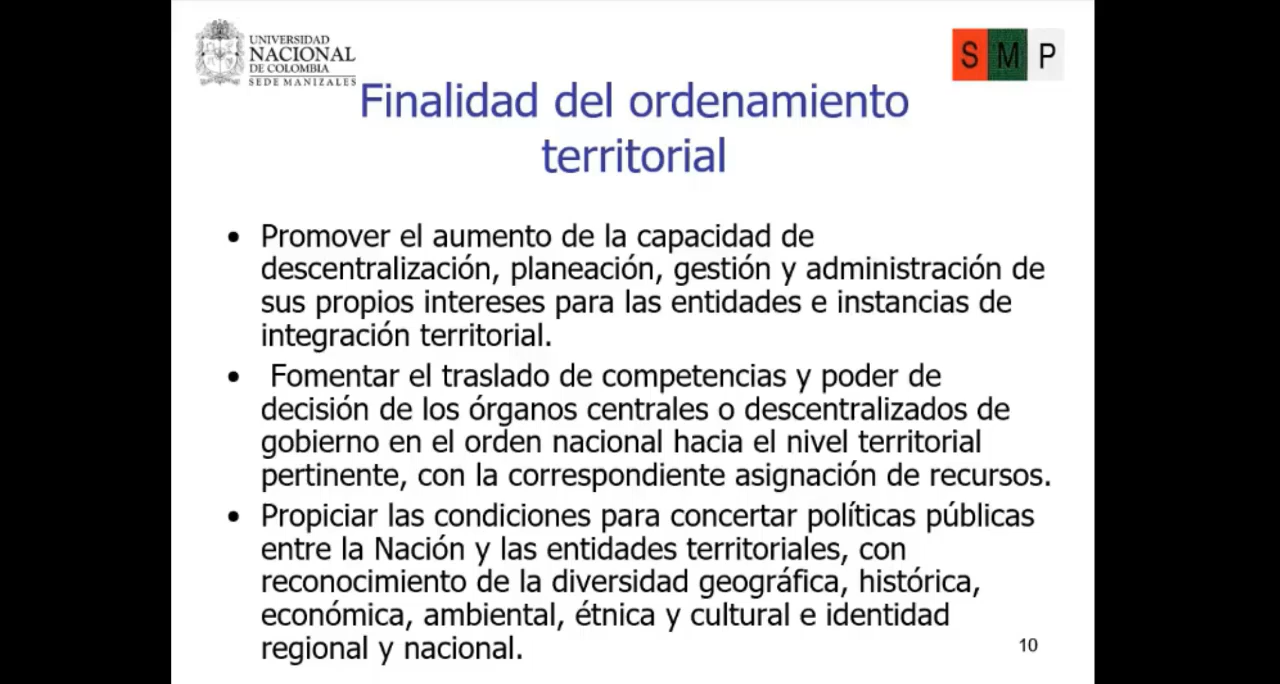 UNIVERSIDAD
NACIONAL
DE COLOMBIA
SEDE MANIZALES
S M P
Finalidad del ordenamiento
territorial
• Promover el aumento de la capacidad de
descentralización, planeación, gestión y administración de
sus propios intereses para las entidades e instancias de
integración territorial.
• Fomentar el traslado de competencias y poder de
decisión de los órganos centrales o descentralizados de
gobierno en el orden nacional hacia el nivel territorial
pertinente, con la correspondiente asignación de recursos.
• Propiciar las condiciones para concertar políticas públicas
entre la Nación y las entidades territoriales, con
reconocimiento de la diversidad geográfica, histórica,
económica, ambiental, étnica y cultural e identidad
regional y nacional.
10